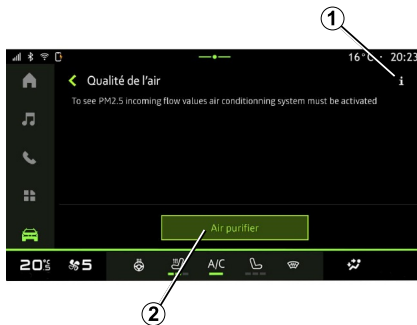 1
16°C · 20:23
Qualité de l'air
i
To see PM2.5 incoming flow values air conditionning system must be activated
Air purifier
20.5°C 5 A/C
2